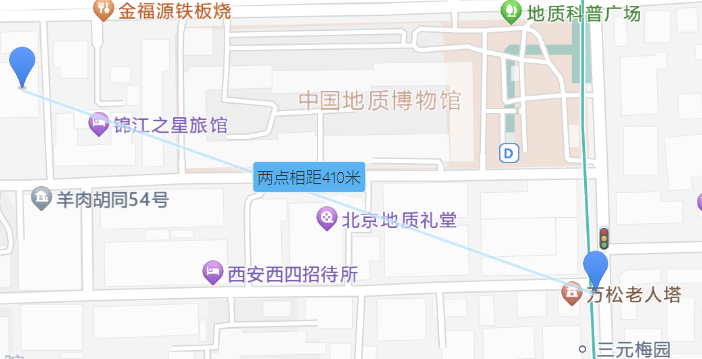 金福源铁板烧
地质科普广场
中国地质博物馆
锦江之星旅馆
D
两点相距410米
羊肉胡同54号
北京地质礼堂
西安西四招待所
万松老人塔
三元梅园
院